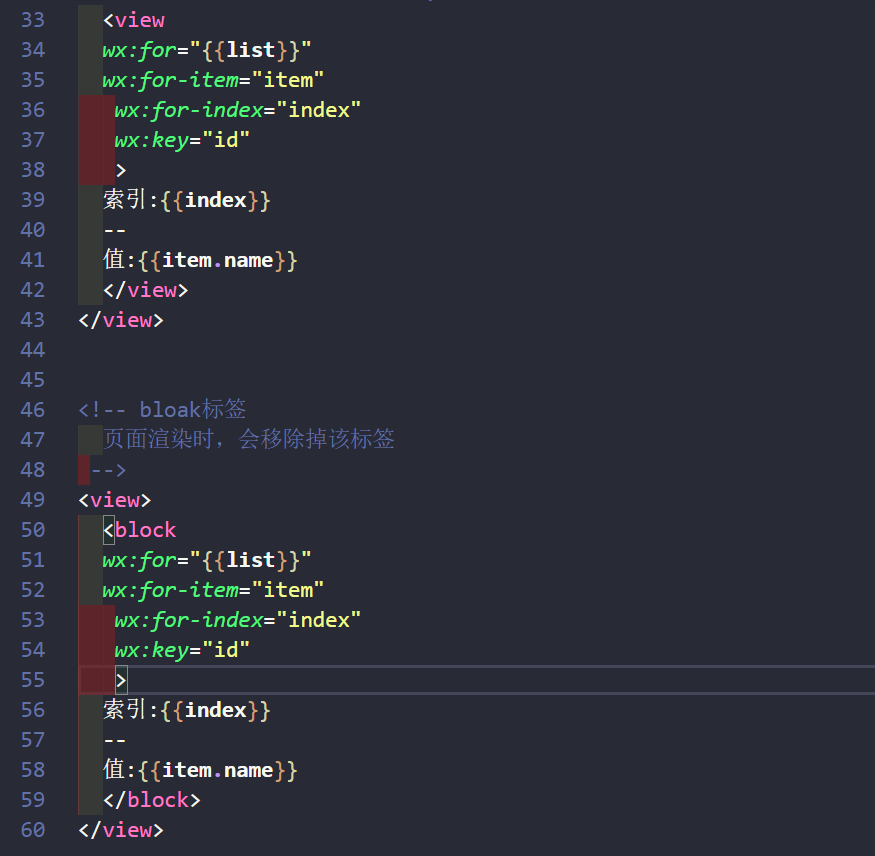 33 <view
34 wx:for="{{list}}"
35 wx:for-item="item"
36 wx:for-index="index"
37 wx:key="id"
38 >
39 索引:{{index}}
40 --
41 值:{{item.name}}
42 </view>
43 </view>
44
45
46 <!-- bloak标签
47 页面渲染时，会移除掉该标签
48 -->
49 <view>
50 <block
51 wx:for="{{list}}"
52 wx:for-item="item"
53 wx:for-index="index"
54 wx:key="id"
55 >
56 索引:{{index}}
57 --
58 值:{{item.name}}
59 </block>
60 </view>